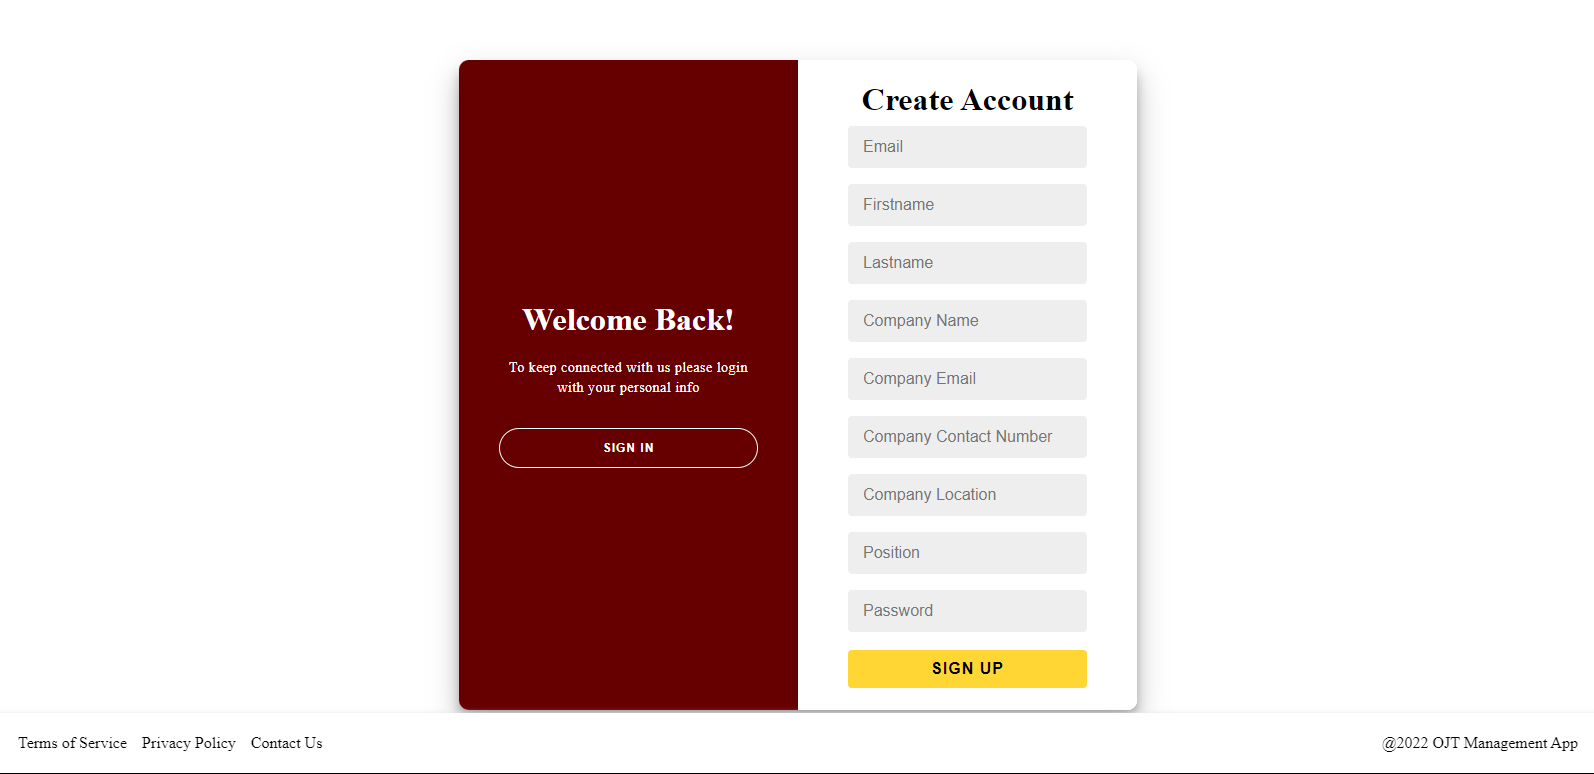 Welcome Back!
To keep connected with us please login
with your personal info
SIGN IN
Create Account
Email
Firstname
Lastname
Company Name
Company Email
Company Contact Number
Company Location
Position
Password
SIGN UP
Terms of Service Privacy Policy Contact Us
@2022 OJT Management App